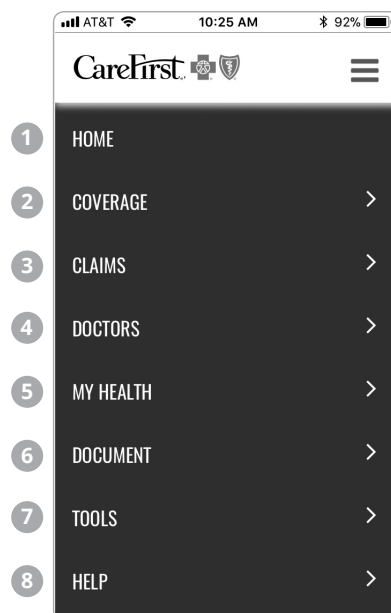 AT&T 10:25 AM 92%
CareFirst
1 HOME
2 COVERAGE
3 CLAIMS
4 DOCTORS
5 MY HEALTH
6 DOCUMENT
7 TOOLS
8 HELP